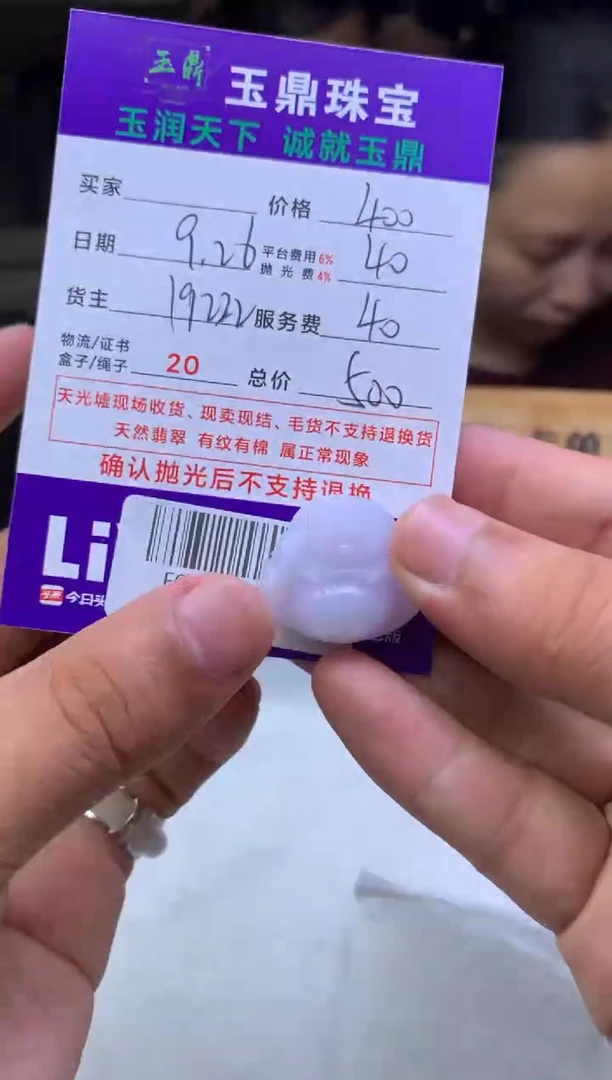 玉鼎
玉鼎珠宝
玉润天下 诚就玉鼎
买家 价格 400
日期 9.26 平台费用6% 抛光费4% 40
货主 19222 服务费 40
物流/证书
盒子/绳子 20 总价 500
天光墟现场收货、现卖现结、毛货不支持退换货
天然翡翠 有纹有棉 属正常现象
确认抛光后不支持退换
Li
今日头